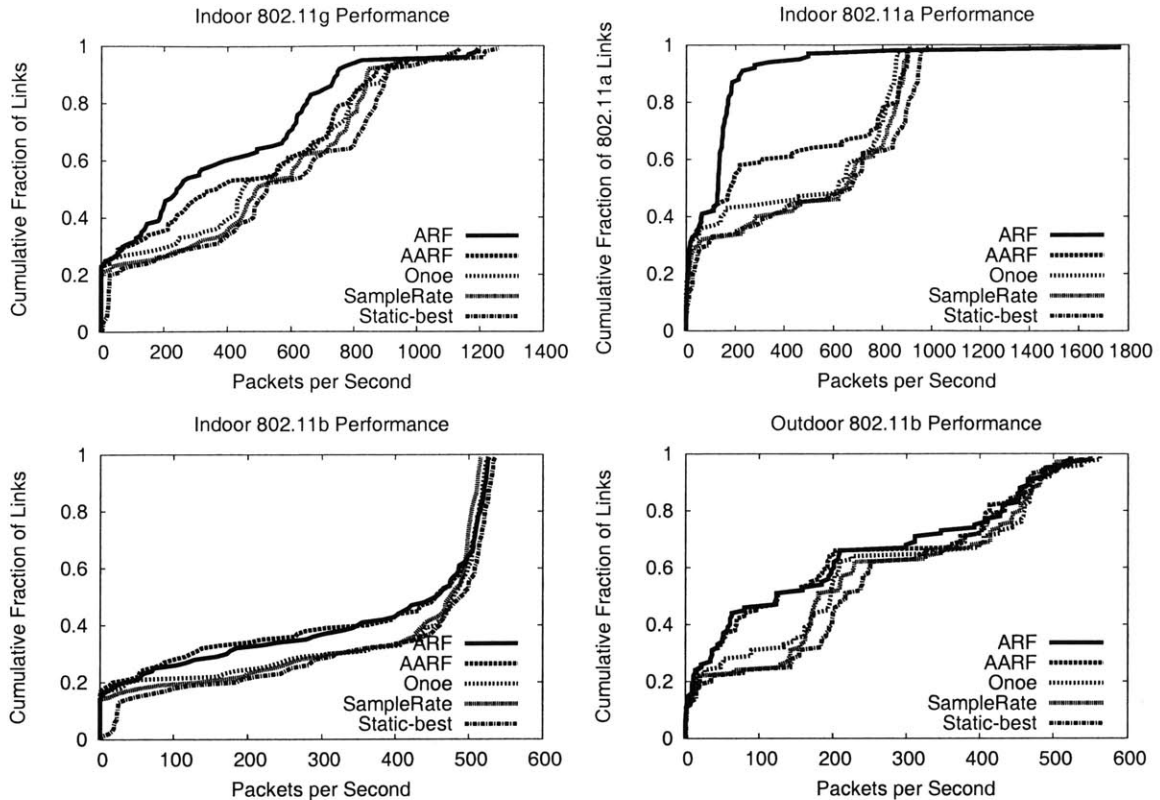 Indoor 802.11g Performance
Cumulative Fraction of Links
1
0.8
0.6
0.4
0.2
0
ARF
AARF
Onoe
SampleRate
Static-best
0 200 400 600 800 1000 1200 1400
Packets per Second
Indoor 802.11a Performance
Cumulative Fraction of 802.11a Links
1
0.8
0.6
0.4
0.2
0
ARF
AARF
Onoe
SampleRate
Static-best
0 200 400 600 800 1000 1200 1400 1600 1800
Packets per Second
Indoor 802.11b Performance
Cumulative Fraction of Links
1
0.8
0.6
0.4
0.2
0
ARF
AARF
Onoe
SampleRate
Static-best
0 100 200 300 400 500 600
Packets per Second
Outdoor 802.11b Performance
Cumulative Fraction of Links
1
0.8
0.6
0.4
0.2
0
ARF
AARF
Onoe
SampleRate
Static-best
0 100 200 300 400 500 600
Packets per Second